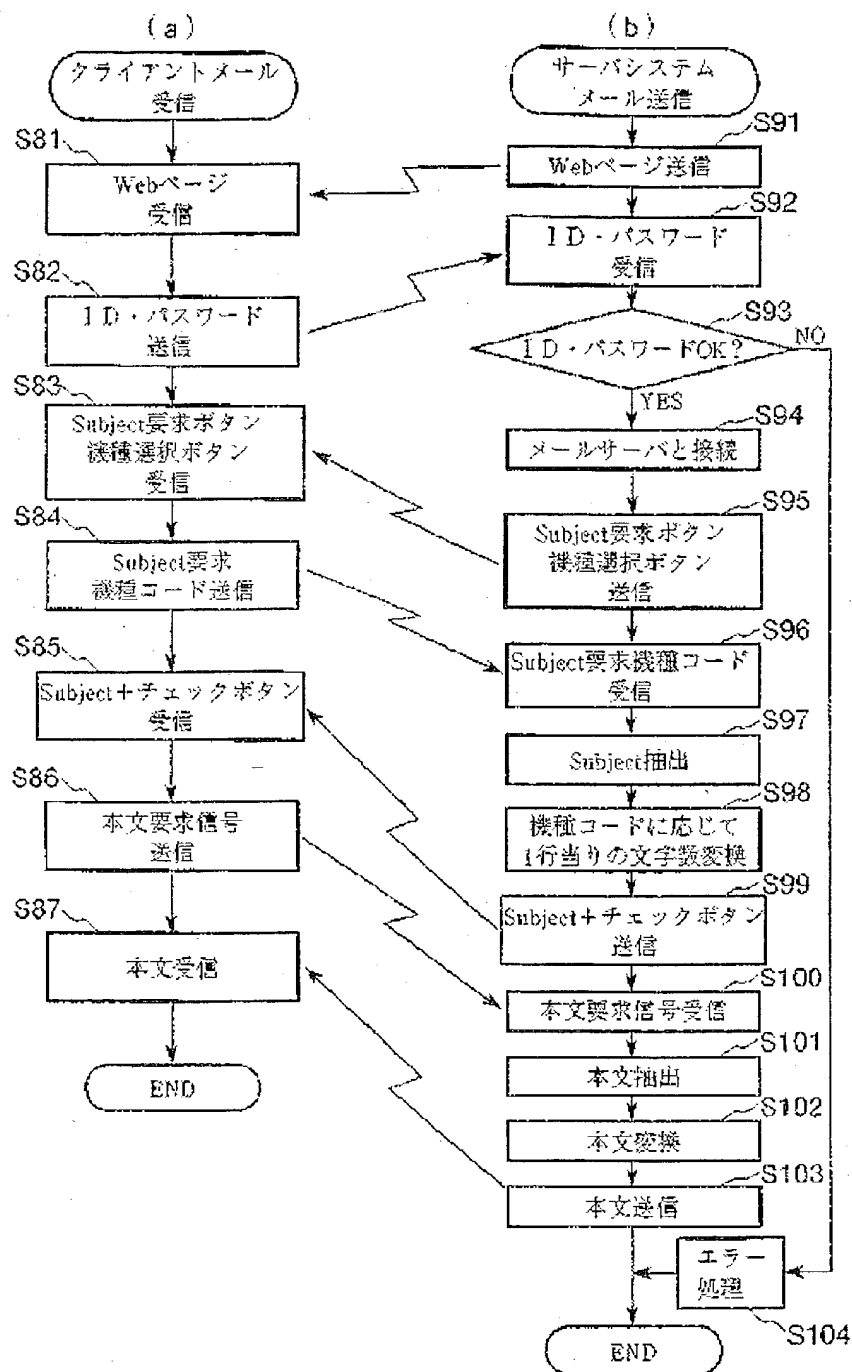 (a)
クライアントメール
受信
S81
Webページ
受信
S82
ID・パスワード
送信
S83
Subject要求ボタン
機種選択ボタン
受信
S84
Subject要求
機種コード送信
S85
Subject+チェックボタン
受信
S86
本文要求信号
送信
S87
本文受信
END
(b)
サーバシステム
メール送信
S91
Webページ送信
S92
ID・パスワード
受信
S93
ID・パスワードOK?
NO
YES
S94
メールサーバと接続
S95
Subject要求ボタン
機種選択ボタン
送信
S96
Subject要求機種コード
受信
S97
Subject抽出
S98
機種コードに応じて
1行当りの文字数変換
S99
Subject+チェックボタン
送信
S100
本文要求信号受信
S101
本文抽出
S102
本文変換
S103
本文送信
エラー
処理
S104
END